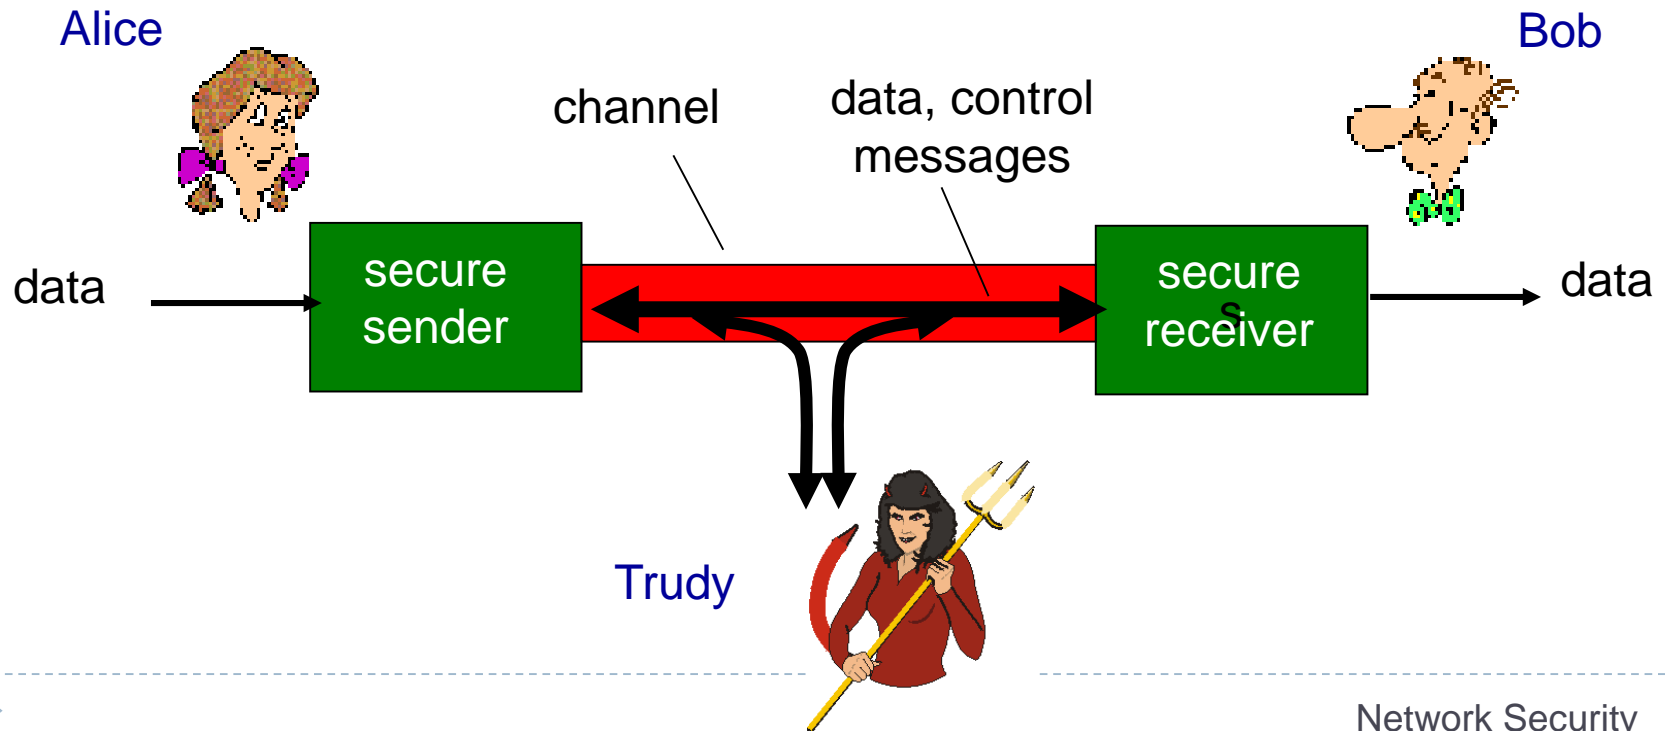 Alice
Bob
channel
data, control
messages
data
secure
sender
secure
s
receiver
data
Trudy
Network Security